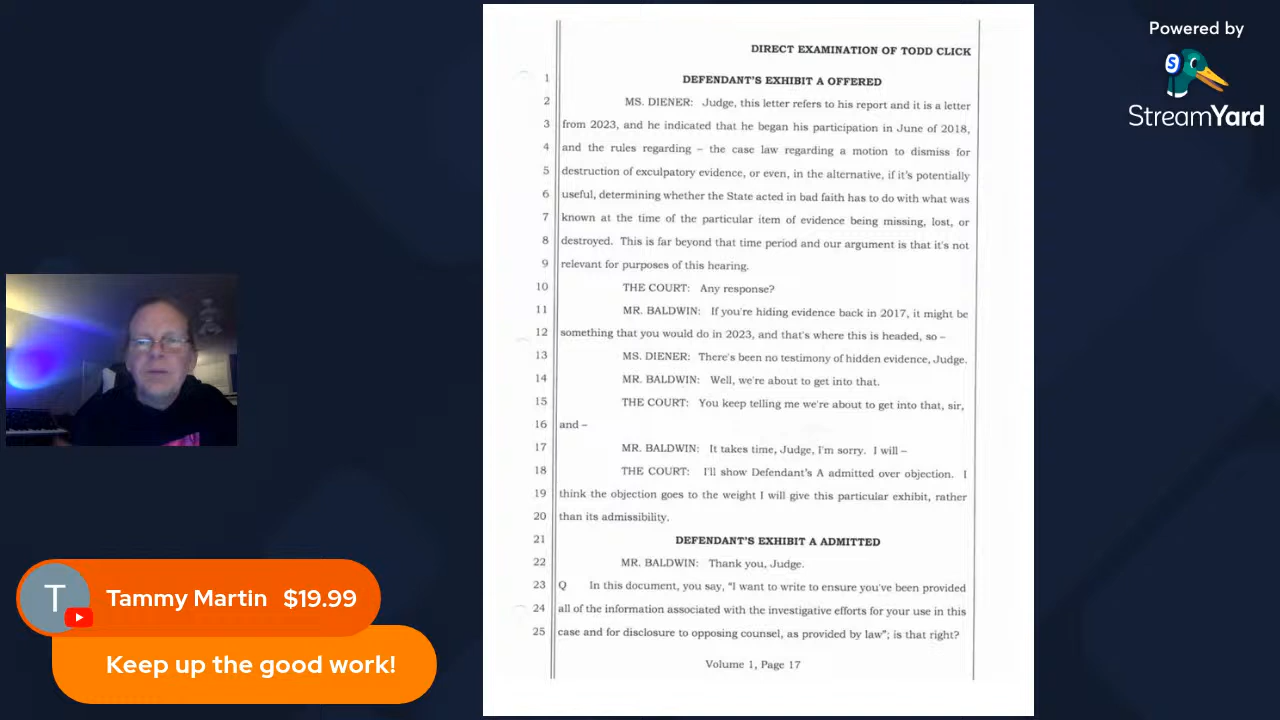 DIRECT EXAMINATION OF TODD CLICK
1 DEFENDANT'S EXHIBIT A OFFERED
2 MS. DIENER: Judge, this letter refers to his report and it is a letter
3 from 2023, and he indicated that he began his participation in June of 2018,
4 and the rules regarding – the case law regarding a motion to dismiss for
5 destruction of exculpatory evidence, or even, in the alternative, if it's potentially
6 useful, determining whether the State acted in bad faith has to do with what was
7 known at the time of the particular item of evidence being missing, lost, or
8 destroyed. This is far beyond that time period and our argument is that it's not
9 relevant for purposes of this hearing.
10 THE COURT: Any response?
11 MR. BALDWIN: If you're hiding evidence back in 2017, it might be
12 something that you would do in 2023, and that's where this is headed, so –
13 MS. DIENER: There's been no testimony of hidden evidence, Judge.
14 MR. BALDWIN: Well, we're about to get into that.
15 THE COURT: You keep telling me we're about to get into that, sir,
16 and –
17 MR. BALDWIN: It takes time, Judge, I'm sorry. I will –
18 THE COURT: I'll show Defendant's A admitted over objection. I
19 think the objection goes to the weight I will give this particular exhibit, rather
20 than its admissibility.
21 DEFENDANT'S EXHIBIT A ADMITTED
22 MR. BALDWIN: Thank you, Judge.
23 Q In this document, you say, "I want to write to ensure you've been provided
24 all of the information associated with the investigative efforts for your use in this
25 case and for disclosure to opposing counsel, as provided by law"; is that right?
Volume 1, Page 17
Powered by
S
StreamYard
T
Tammy Martin $19.99
Keep up the good work!